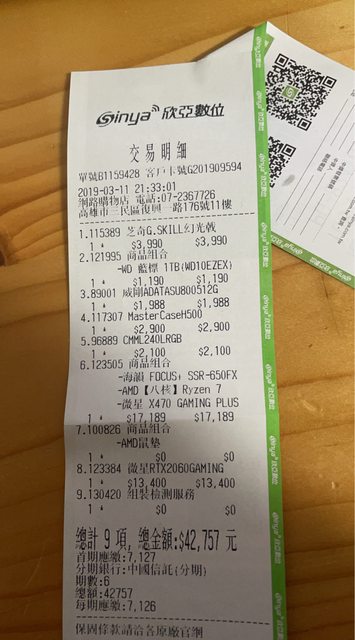 Sinya 欣亞數位
交易明細
單號B1159428 客戶卡號G201909594
2019-03-11 21:33:01
網路購物店 電話:07-2367726
高雄市三民區復興一路176號11樓
1.115389 芝奇G.SKILL幻光戟
1 * $3,990 $3,990
2.121995 商品組合
-WD 藍標 1TB(WD10EZEX)
1 * $1,190 $1,190
3.89001 威剛ADATASU800512G
1 * $1,988 $1,988
4.117307 MasterCaseH500
1 * $2,900 $2,900
5.96889 CMML240LRGB
1 * $2,100 $2,100
6.123505 商品組合
-海韻 FOCUS+ SSR-650FX
-AMD【八核】Ryzen 7
-微星 X470 GAMING PLUS
1 * $17,189 $17,189
7.100826 商品組合
-AMD鼠墊
1 * $0 $0
8.123384 微星RTX2060GAMING
1 * $13,400 $13,400
9.130420 組裝檢測服務
1 * $0 $0
總計 9 項, 總金額:$42,757 元
首期應繳:7,127
分期銀行:中國信託(分期)
期數:6
總額:42757
每期應繳:7,126
保固條款請洽各原廠官網